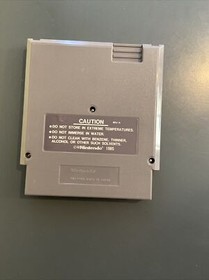 CAUTION
•DO NOT STORE IN EXTREME TEMPERATURES.
•DO NOT IMMERSE IN WATER.
•DO NOT CLEAN WITH BENZENE, THINNER,
ALCOHOL OR OTHER SUCH SOLVENTS.
©Nintendo 1985
Nintendo